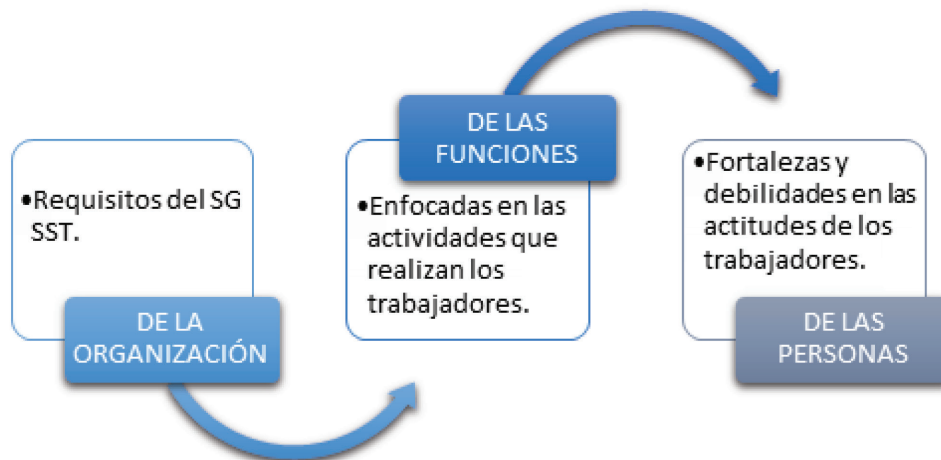 •Requisitos del SG
SST.
DE LA
ORGANIZACIÓN
DE LAS
FUNCIONES
•Enfocadas en las
actividades que
realizan los
trabajadores.
•Fortalezas y
debilidades en las
actitudes de los
trabajadores.
DE LAS
PERSONAS